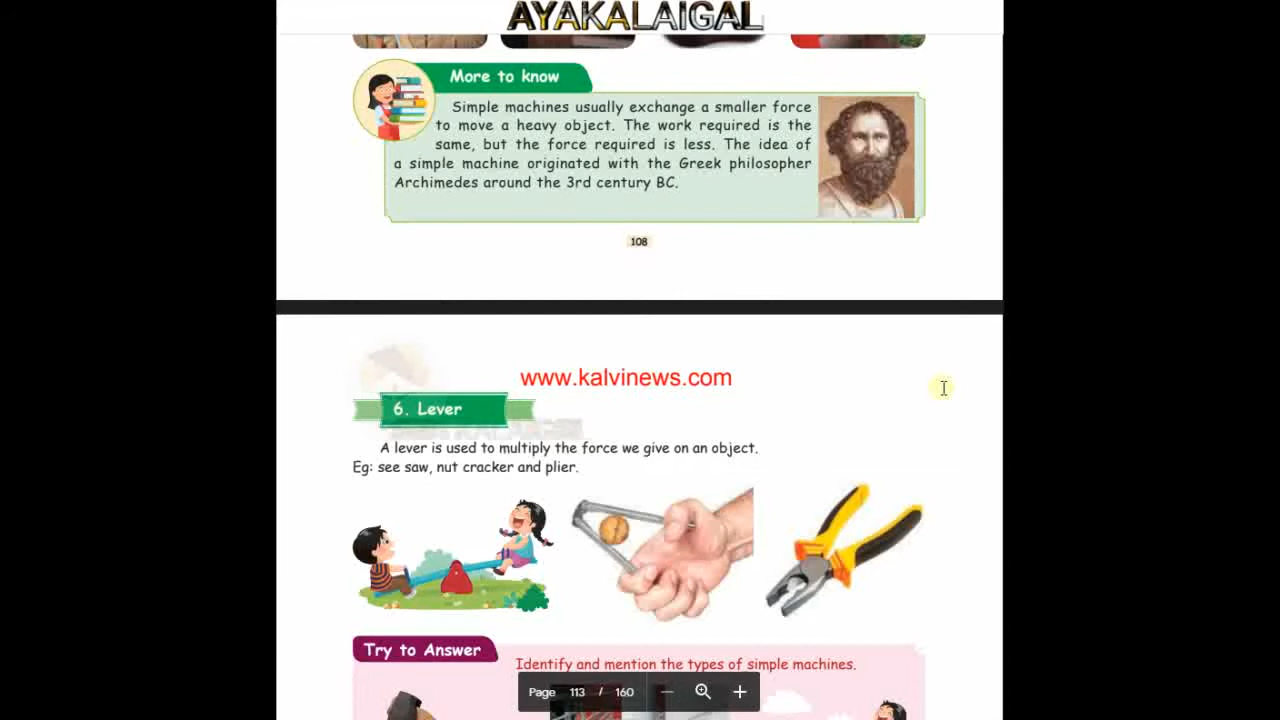 AYAKALAIGAL
More to know
Simple machines usually exchange a smaller force
to move a heavy object. The work required is the
same, but the force required is less. The idea of
a simple machine originated with the Greek philosopher
Archimedes around the 3rd century BC.
108
www.kalvinews.com
6. Lever
A lever is used to multiply the force we give on an object.
Eg: see saw, nut cracker and plier.
Try to Answer
Identify and mention the types of simple machines.
Page 113 / 160